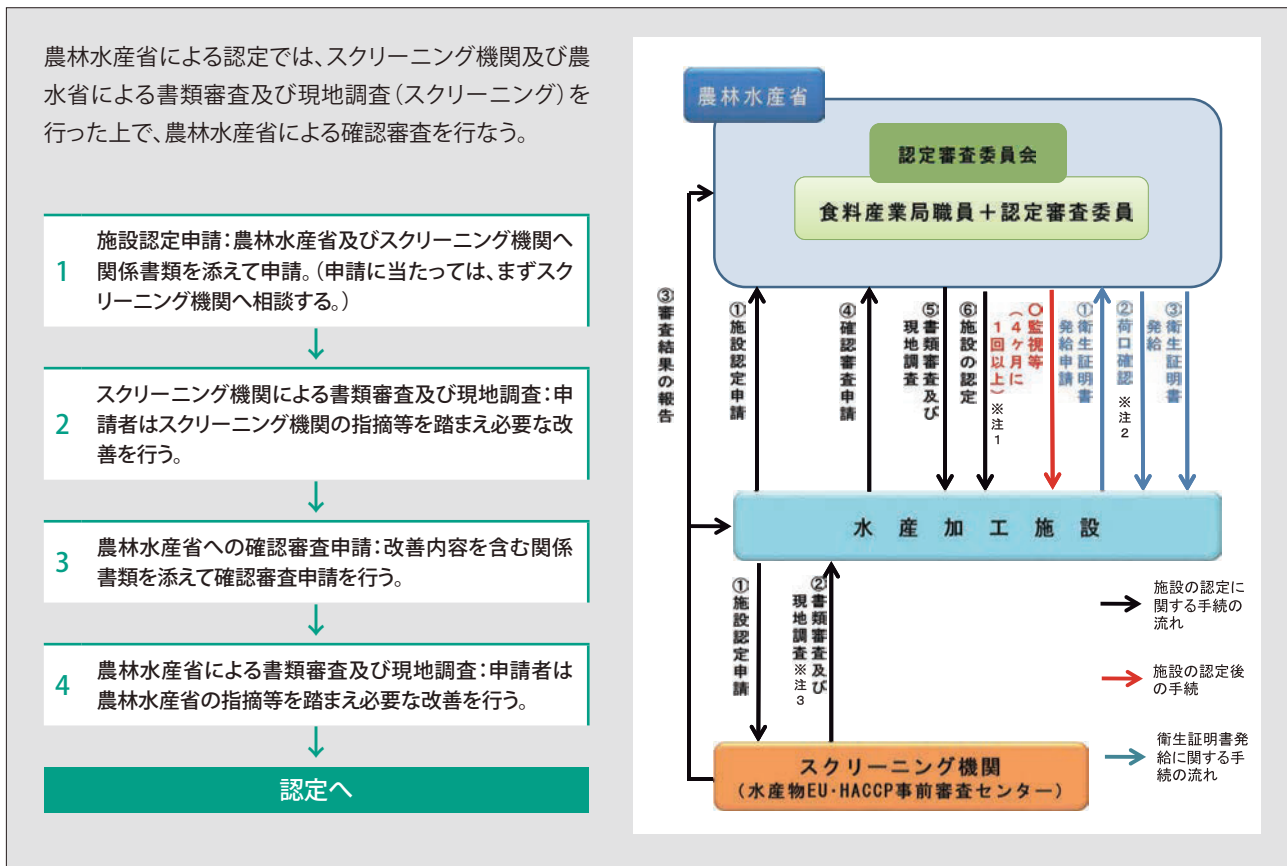 農林水産省による認定では、スクリーニング機関及び農
水省による書類審査及び現地調査(スクリーニング)を
行った上で、農林水産省による確認審査を行なう。
1
施設認定申請:農林水産省及びスクリーニング機関へ
関係書類を添えて申請。(申請に当たっては、まずスク
リーニング機関へ相談する。)
2
スクリーニング機関による書類審査及び現地調査:申
請者はスクリーニング機関の指摘等を踏まえ必要な改
善を行う。
3
農林水産省への確認審査申請:改善内容を含む関係
書類を添えて確認審査申請を行う。
4
農林水産省による書類審査及び現地調査:申請者は
農林水産省の指摘等を踏まえ必要な改善を行う。
認定へ
農林水産省
認定審査委員会
食料産業局職員+認定審査委員
③審査結果の報告
①施設認定申請
④確認審査申請
⑤書類審査及び
現地調査
⑥施設の認定
〇監視等
(4ヶ月に
1回以上)
※注1
①衛生証明書
発給申請
②荷口確認
※注2
③衛生証明書
発給
水産加工施設
①施設認定申請
②書類審査及び
現地調査※注3
スクリーニング機関
(水産物EU・HACCP事前審査センター)
施設の認定に
関する手続の
流れ
施設の認定後
の手続
衛生証明書発
給に関する手
続の流れ